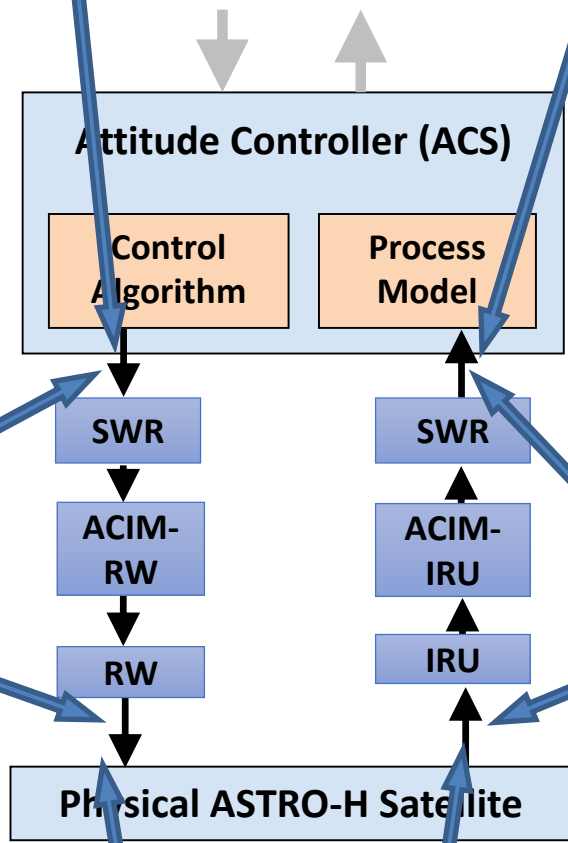 Attitude Controller (ACS)
Control
Algorithm
Process
Model
SWR
ACIM-
RW
RW
SWR
ACIM-
IRU
IRU
Physical ASTRO-H Satellite